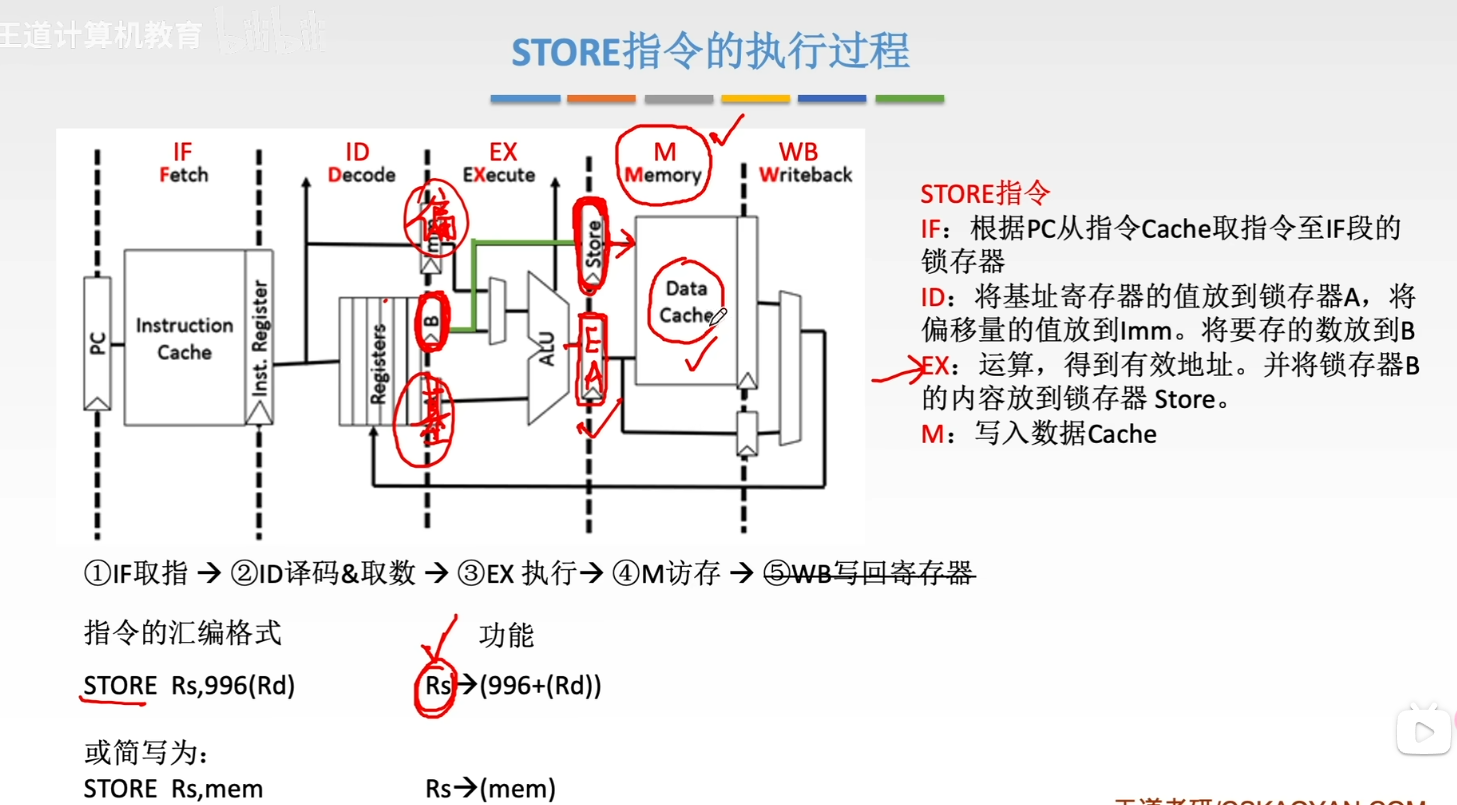 王道计算机教育 bilibili
STORE指令的执行过程
IF
Fetch
ID
Decode
EX
EXecute
M
Memory
WB
Writeback
PC
Instruction
Cache
Inst. Register
Registers
偏
B
基
ALU
Store
EA
Data
Cache
STORE指令
IF：根据PC从指令Cache取指令至IF段的
锁存器
ID：将基址寄存器的值放到锁存器A，将
偏移量的值放到Imm。将要存的数放到B
EX：运算，得到有效地址。并将锁存器B
的内容放到锁存器 Store。
M：写入数据Cache
①IF取指 → ②ID译码&取数 → ③EX 执行→ ④M访存 → ⑤WB写回寄存器
指令的汇编格式 功能
STORE Rs,996(Rd) Rs→(996+(Rd))
或简写为:
STORE Rs,mem Rs→(mem)